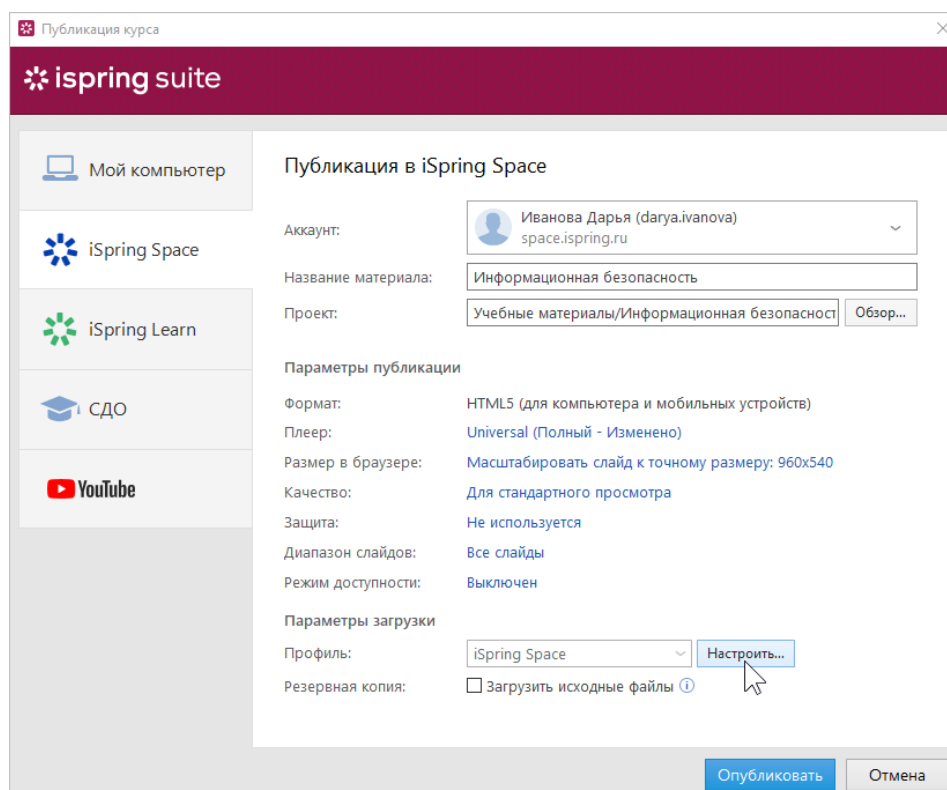 Публикация курса
ispring suite
Мой компьютер
iSpring Space
iSpring Learn
СДО
YouTube
Публикация в iSpring Space
Аккаунт:
Иванова Дарья (darya.ivanova)
space.ispring.ru
Название материала:
Информационная безопасность
Проект:
Учебные материалы/Информационная безопасност
Обзор...
Параметры публикации
Формат:
HTML5 (для компьютера и мобильных устройств)
Плеер:
Universal (Полный - Изменено)
Размер в браузере:
Масштабировать слайд к точному размеру: 960x540
Качество:
Для стандартного просмотра
Защита:
Не используется
Диапазон слайдов:
Все слайды
Режим доступности:
Выключен
Параметры загрузки
Профиль:
iSpring Space
Настроить...
Резервная копия:
Загрузить исходные файлы
Опубликовать
Отмена